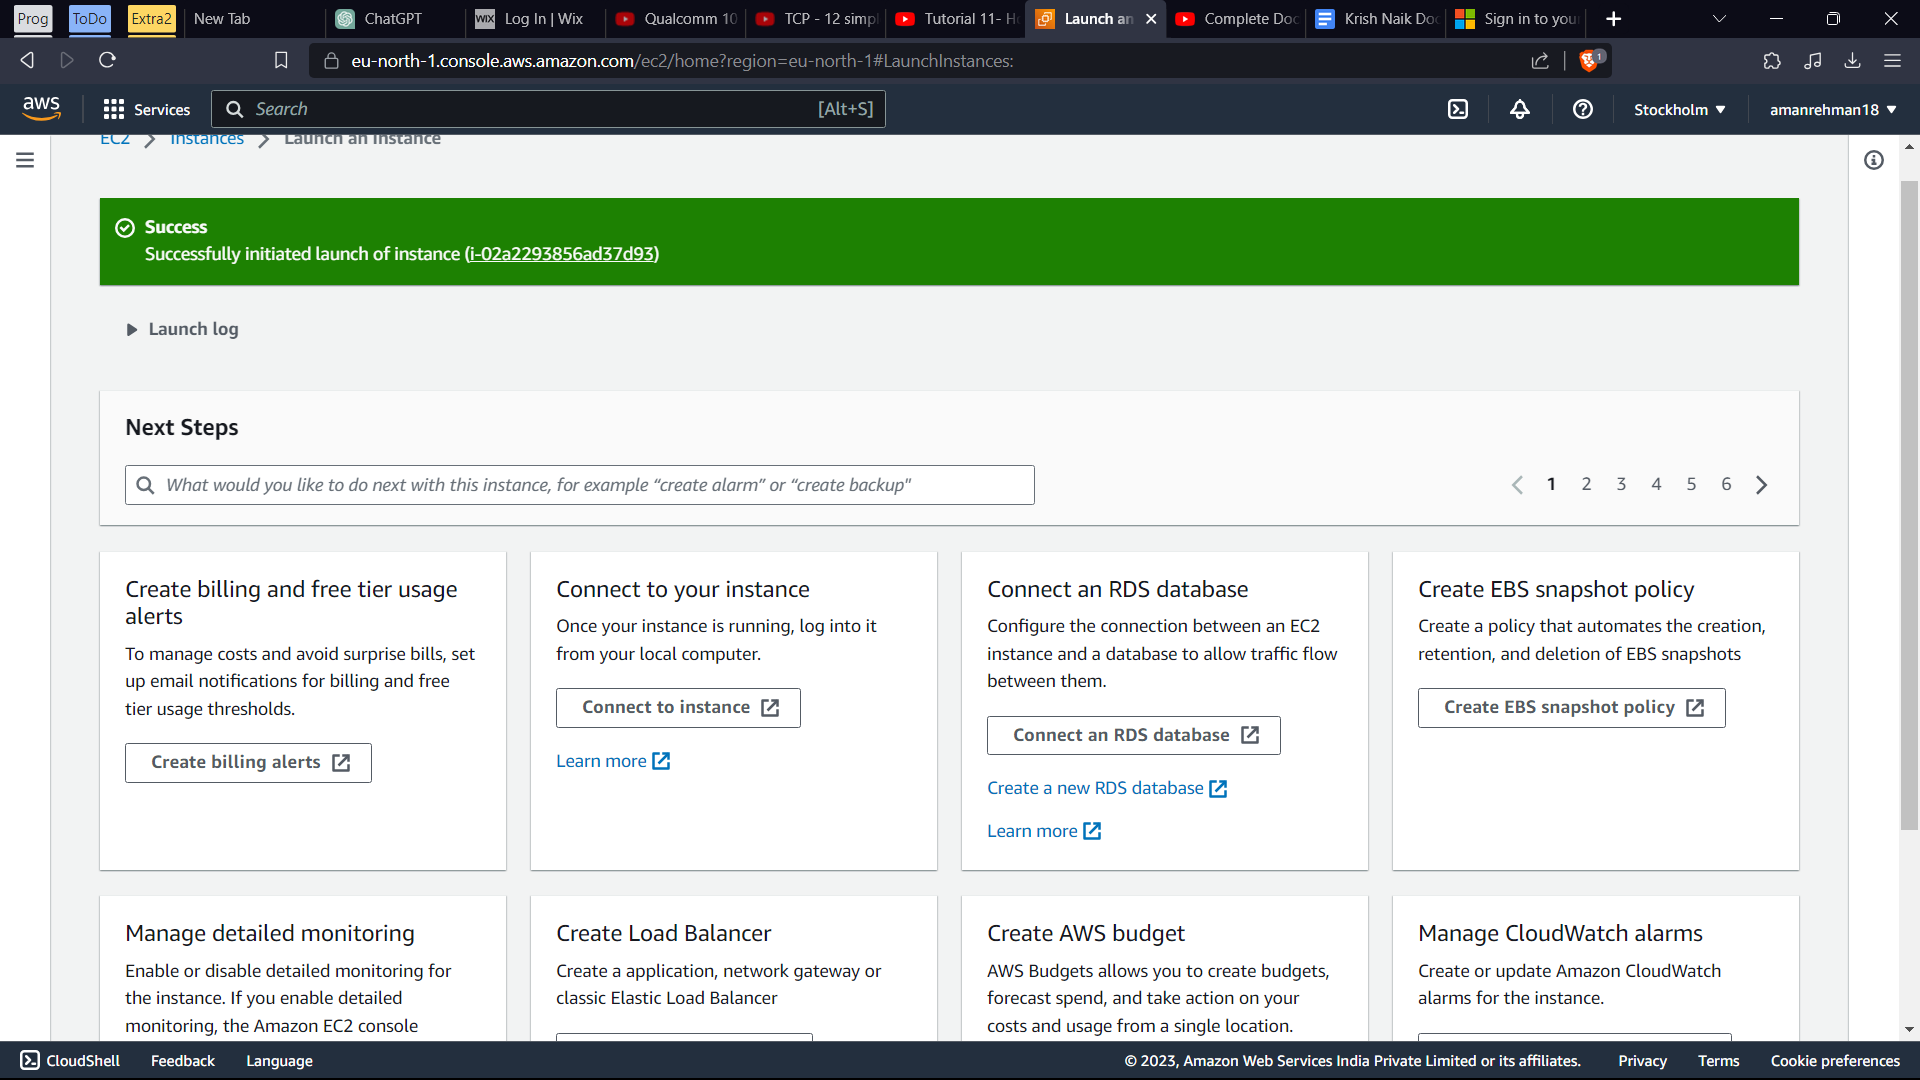 Prog
ToDo
Extra2
New Tab
ChatGPT
WIX Log In | Wix
Qualcomm 10
TCP - 12 simpl
Tutorial 11- H
Launch an
Complete Doc
Krish Naik Doc
Sign in to your
eu-north-1.console.aws.amazon.com/ec2/home?region=eu-north-1#LaunchInstances:
1
aws
Services
Search
[Alt+S]
Stockholm
amanrehman18
EC2
Instances
Launch an instance
Success
Successfully initiated launch of instance (i-02a2293856ad37d93)
Launch log
Next Steps
What would you like to do next with this instance, for example “create alarm” or “create backup"
1 2 3 4 5 6
Create billing and free tier usage
alerts
To manage costs and avoid surprise bills, set
up email notifications for billing and free
tier usage thresholds.
Create billing alerts
Connect to your instance
Once your instance is running, log into it
from your local computer.
Connect to instance
Learn more
Connect an RDS database
Configure the connection between an EC2
instance and a database to allow traffic flow
between them.
Connect an RDS database
Create a new RDS database
Learn more
Create EBS snapshot policy
Create a policy that automates the creation,
retention, and deletion of EBS snapshots
Create EBS snapshot policy
Manage detailed monitoring
Enable or disable detailed monitoring for
the instance. If you enable detailed
monitoring, the Amazon EC2 console
Create Load Balancer
Create a application, network gateway or
classic Elastic Load Balancer
Create AWS budget
AWS Budgets allows you to create budgets,
forecast spend, and take action on your
costs and usage from a single location.
Manage CloudWatch alarms
Create or update Amazon CloudWatch
alarms for the instance.
CloudShell
Feedback
Language
© 2023, Amazon Web Services India Private Limited or its affiliates.
Privacy
Terms
Cookie preferences